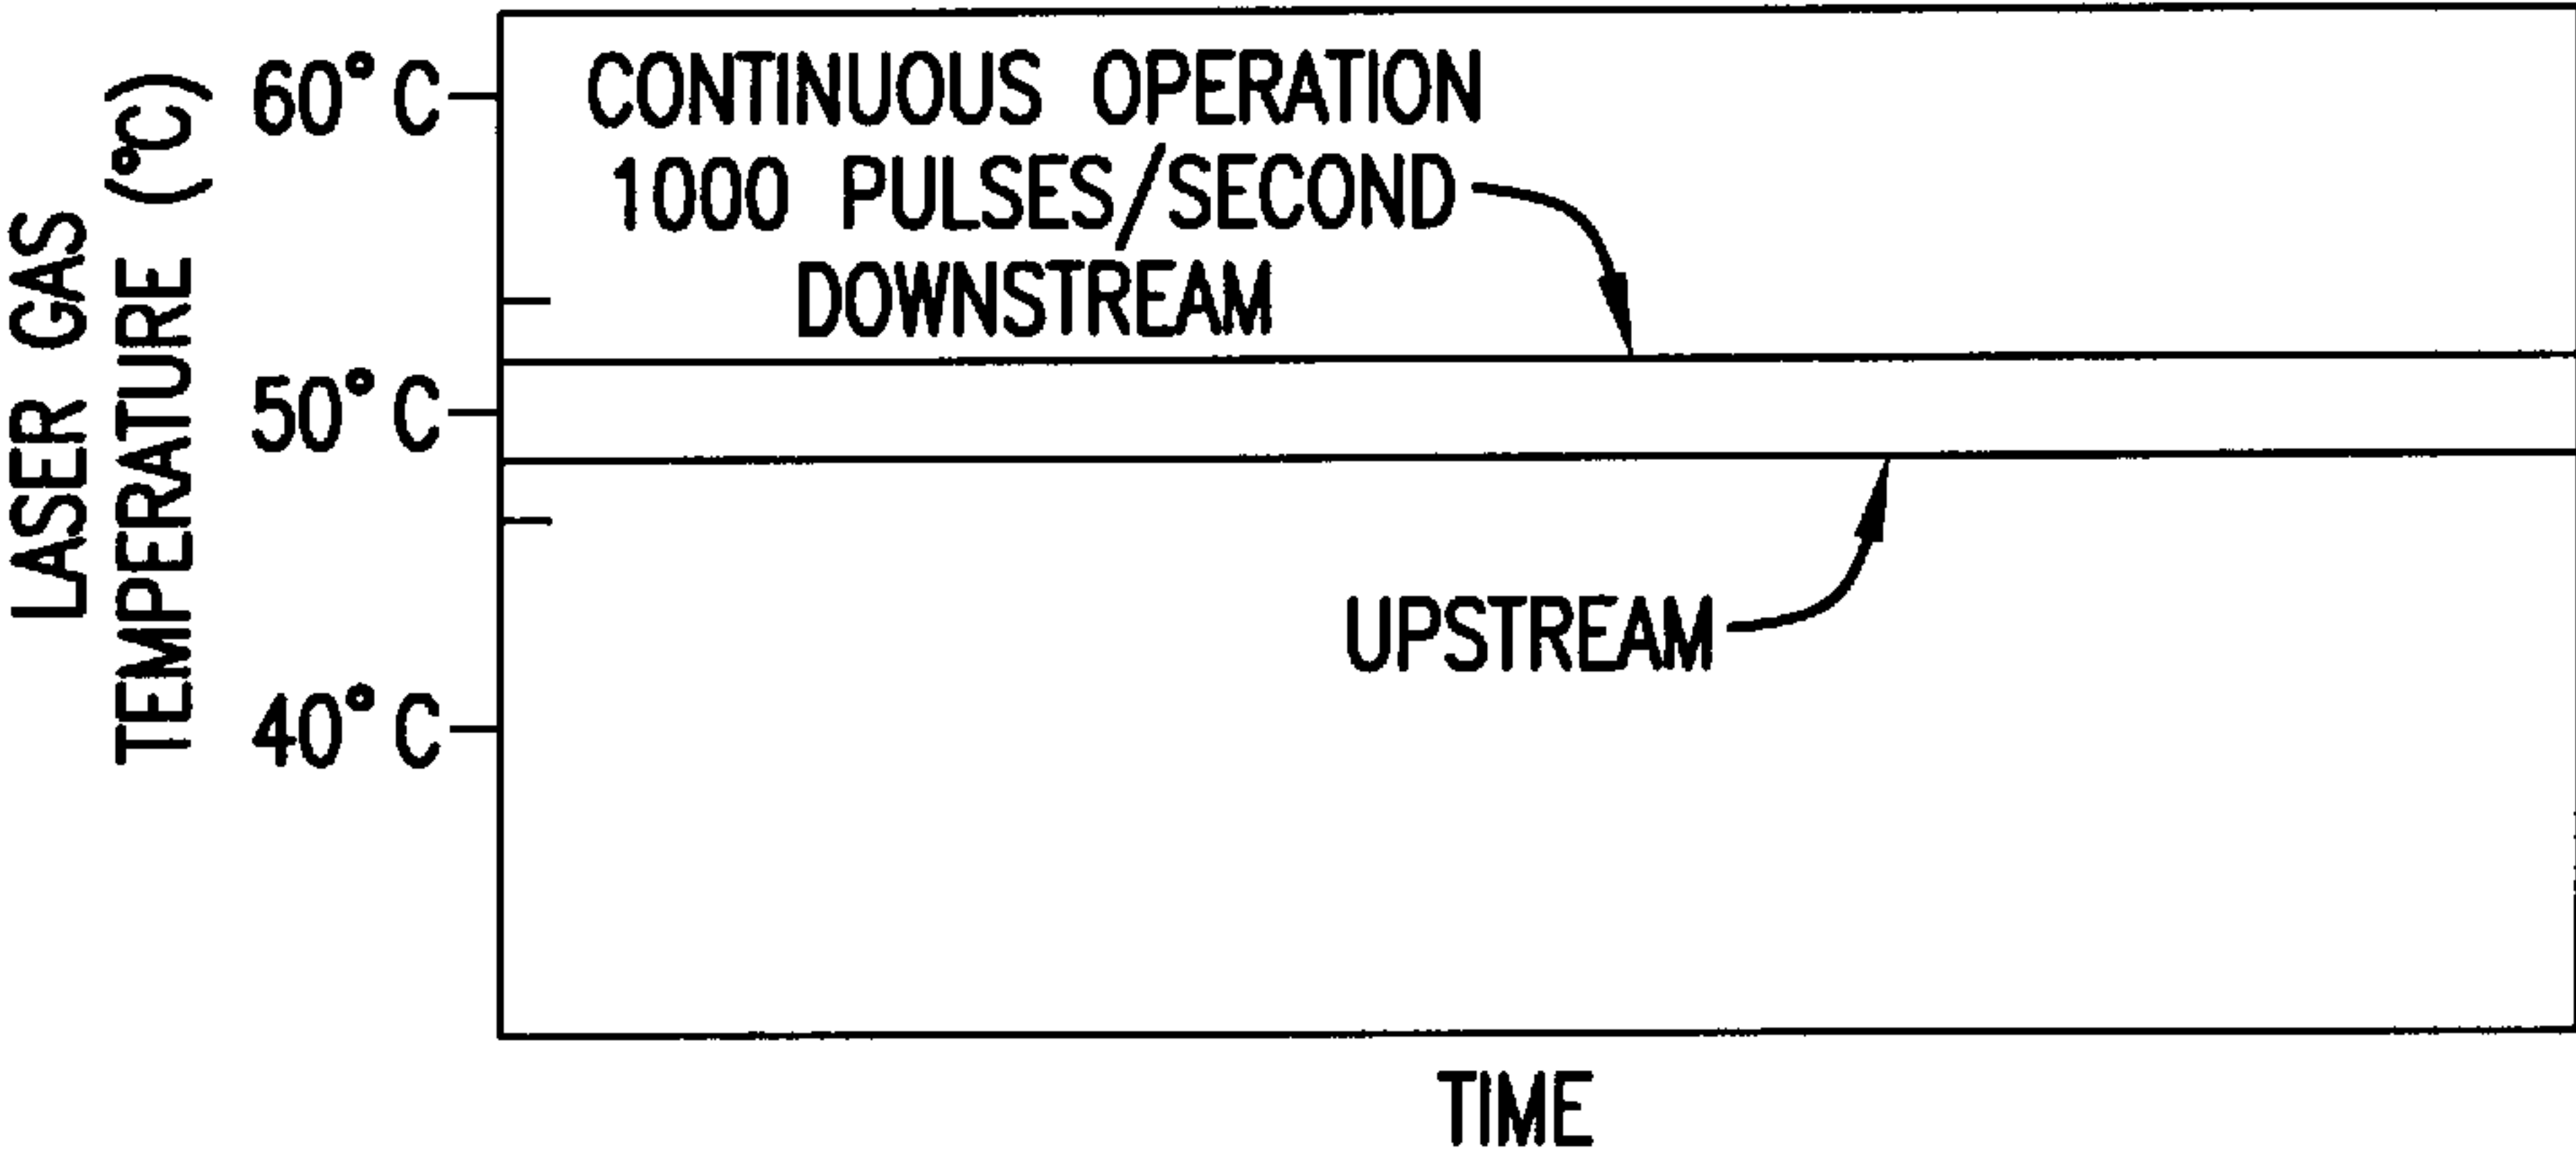 LASER GAS
TEMPERATURE (°C)
60°C
50°C
40°C
CONTINUOUS OPERATION
1000 PULSES/SECOND
DOWNSTREAM
UPSTREAM
TIME